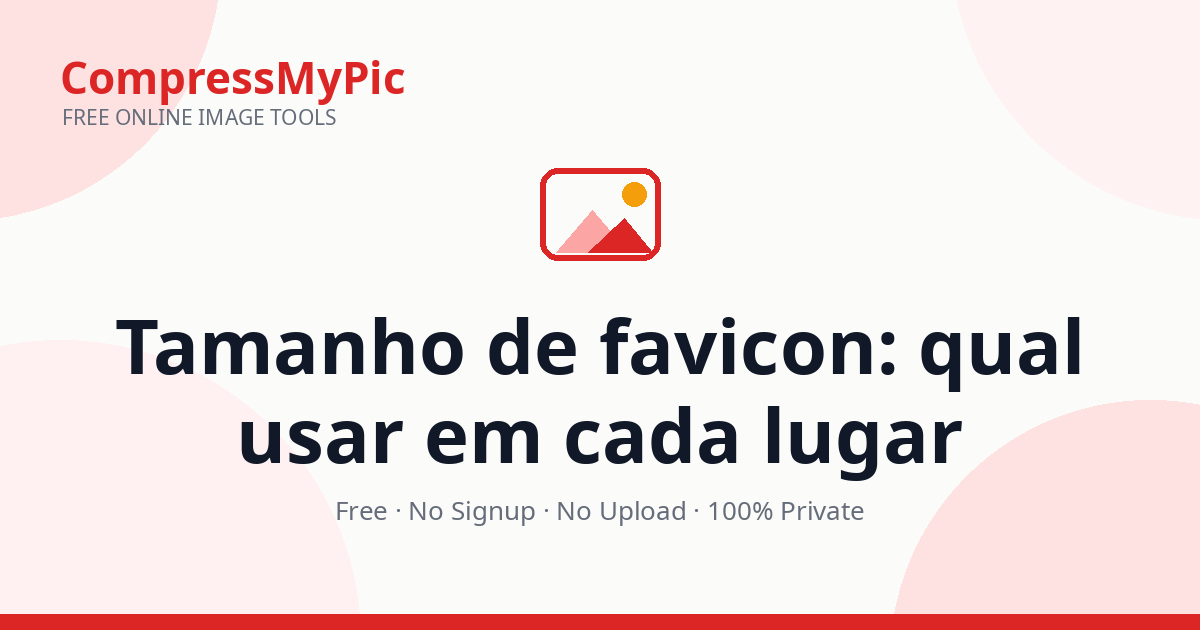 CompressMyPic
FREE ONLINE IMAGE TOOLS
Tamanho de favicon: qual
usar em cada lugar
Free · No Signup · No Upload · 100% Private